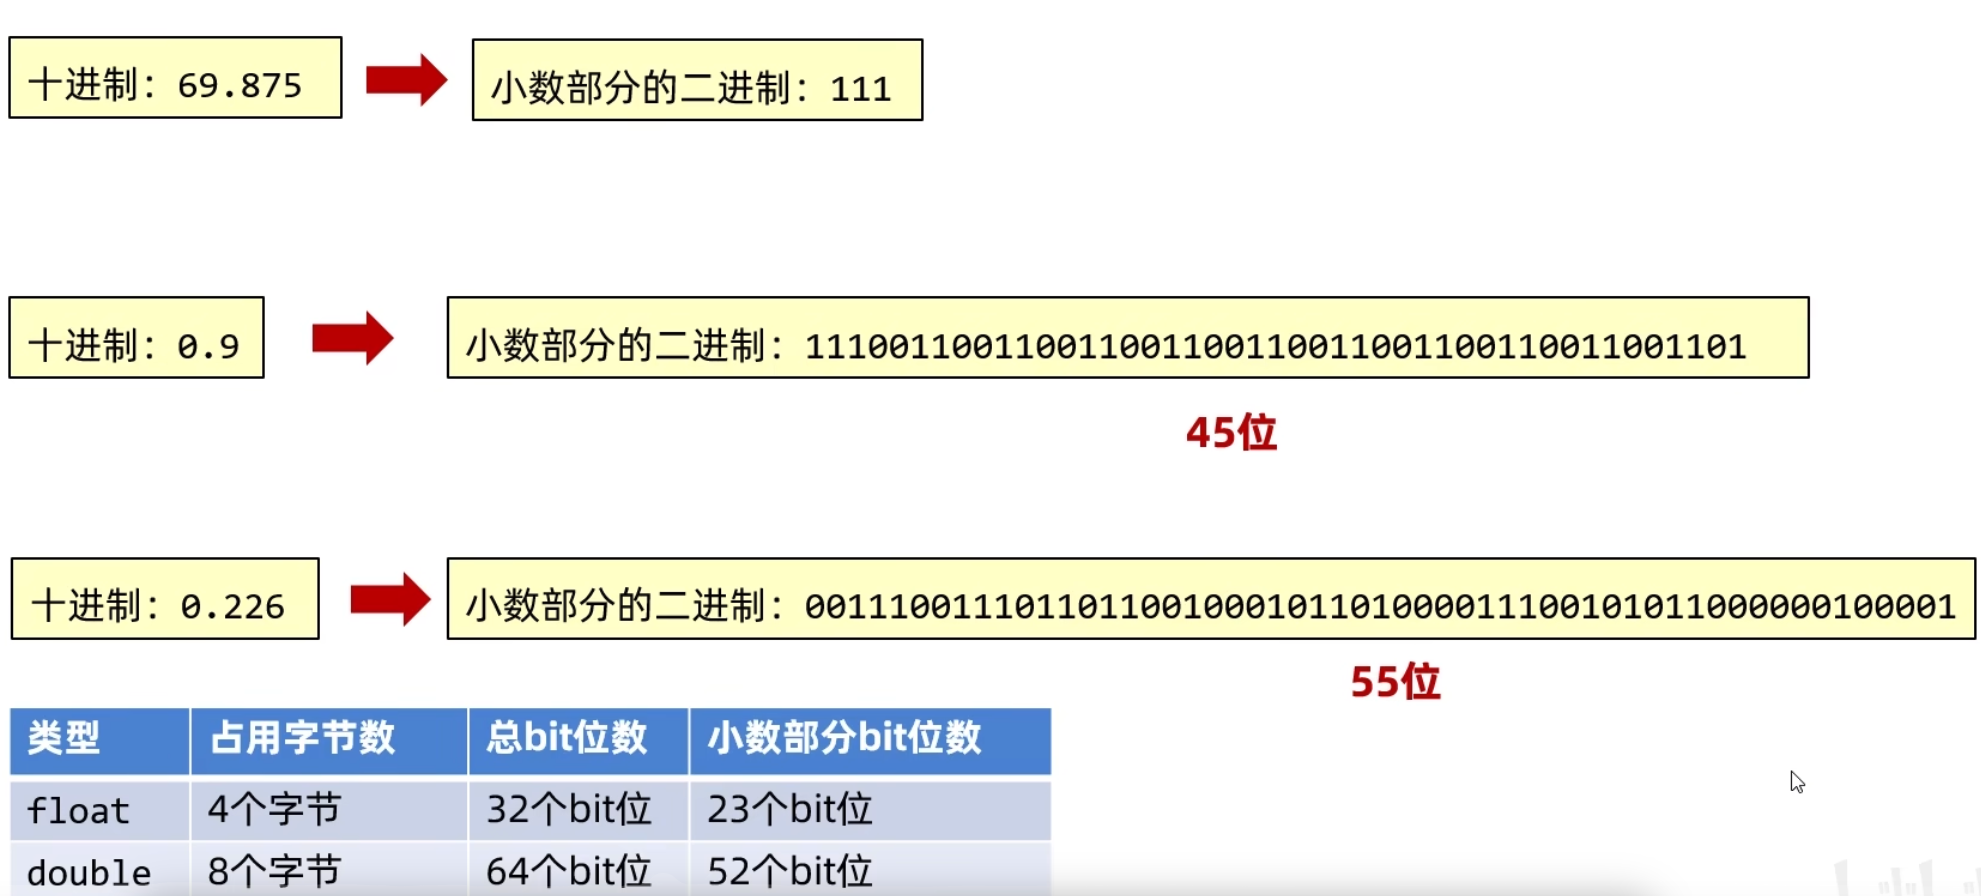 十进制：69.875
小数部分的二进制：111
十进制：0.9
小数部分的二进制：111001100110011001100110011001100110011001101
45位
十进制：0.226
小数部分的二进制：0011100111011011001000101101000011100101011000000100001
55位
类型 占用字节数 总bit位数 小数部分bit位数
float 4个字节 32个bit位 23个bit位
double 8个字节 64个bit位 52个bit位